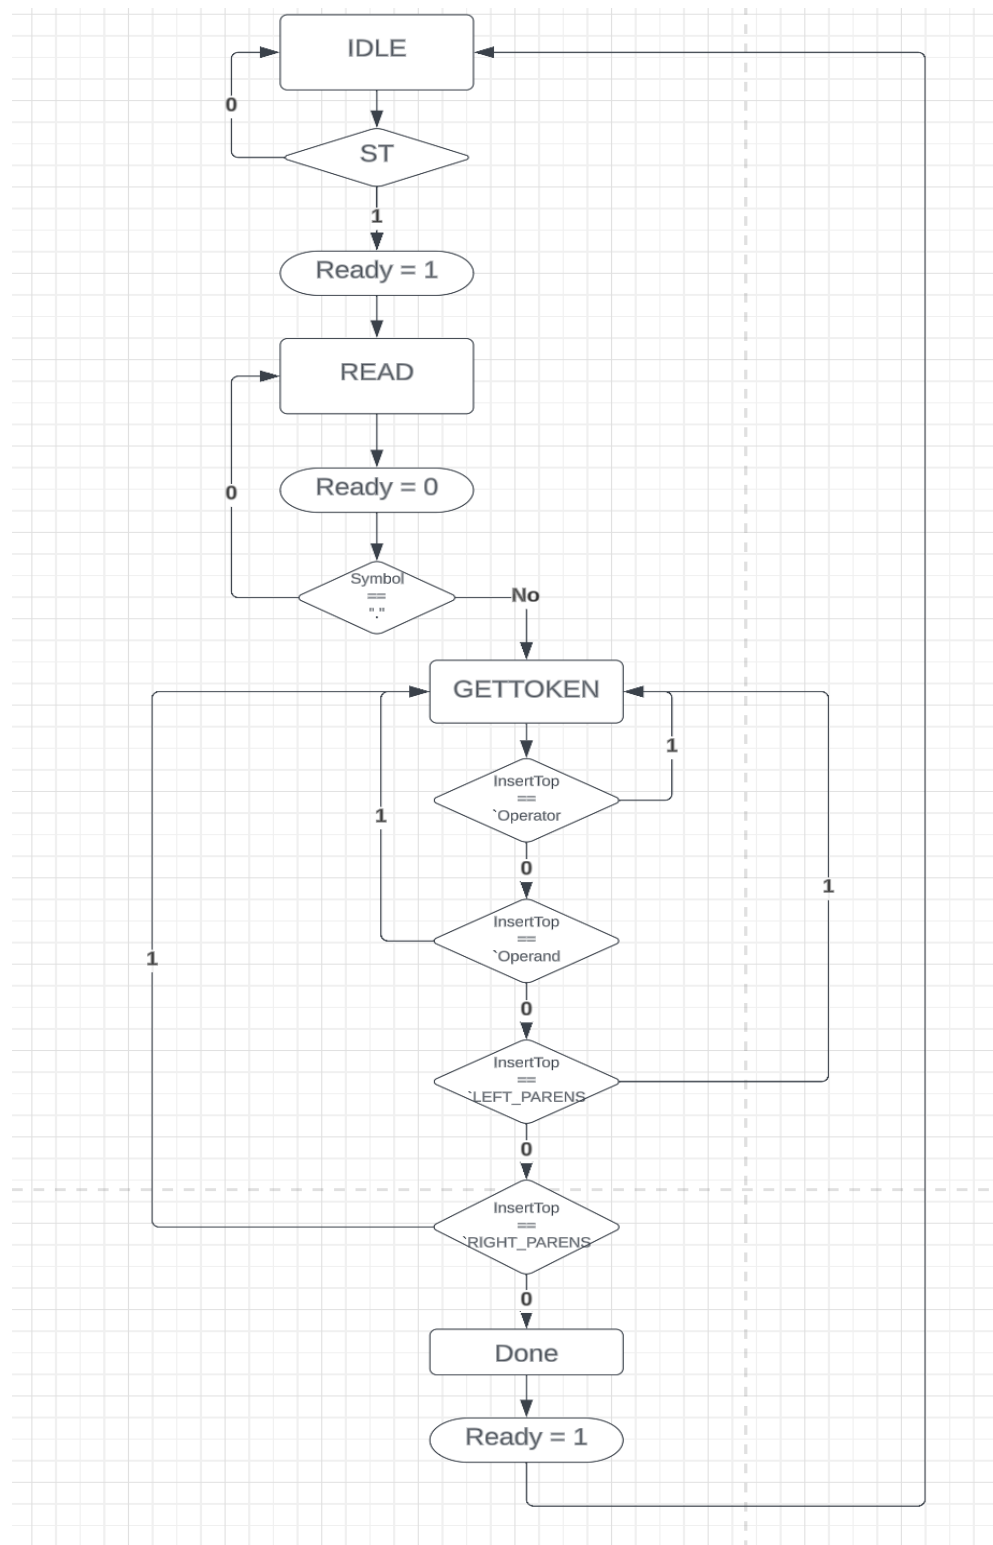 IDLE
0
ST
1
Ready = 1
READ
0
Ready = 0
Symbol
==
"."
No
GETTOKEN
1
InsertTop
==
`Operator
1
0
1
InsertTop
==
`Operand
1
0
InsertTop
==
`LEFT_PARENS
0
InsertTop
==
`RIGHT_PARENS
0
Done
Ready = 1